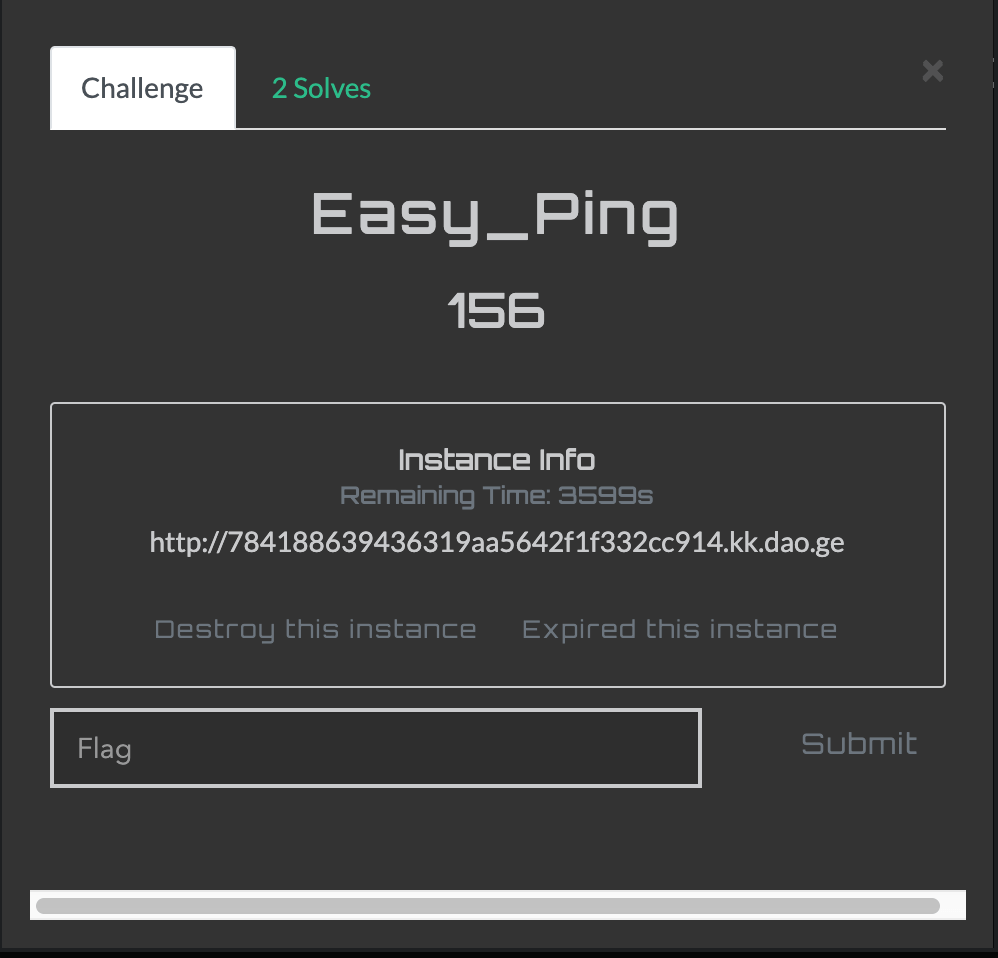 Challenge
2 Solves
×
Easy_Ping
156
Instance Info
Remaining Time: 3599s
http://784188639436319aa5642f1f332cc914.kk.dao.ge
Destroy this instance
Expired this instance
Flag
Submit